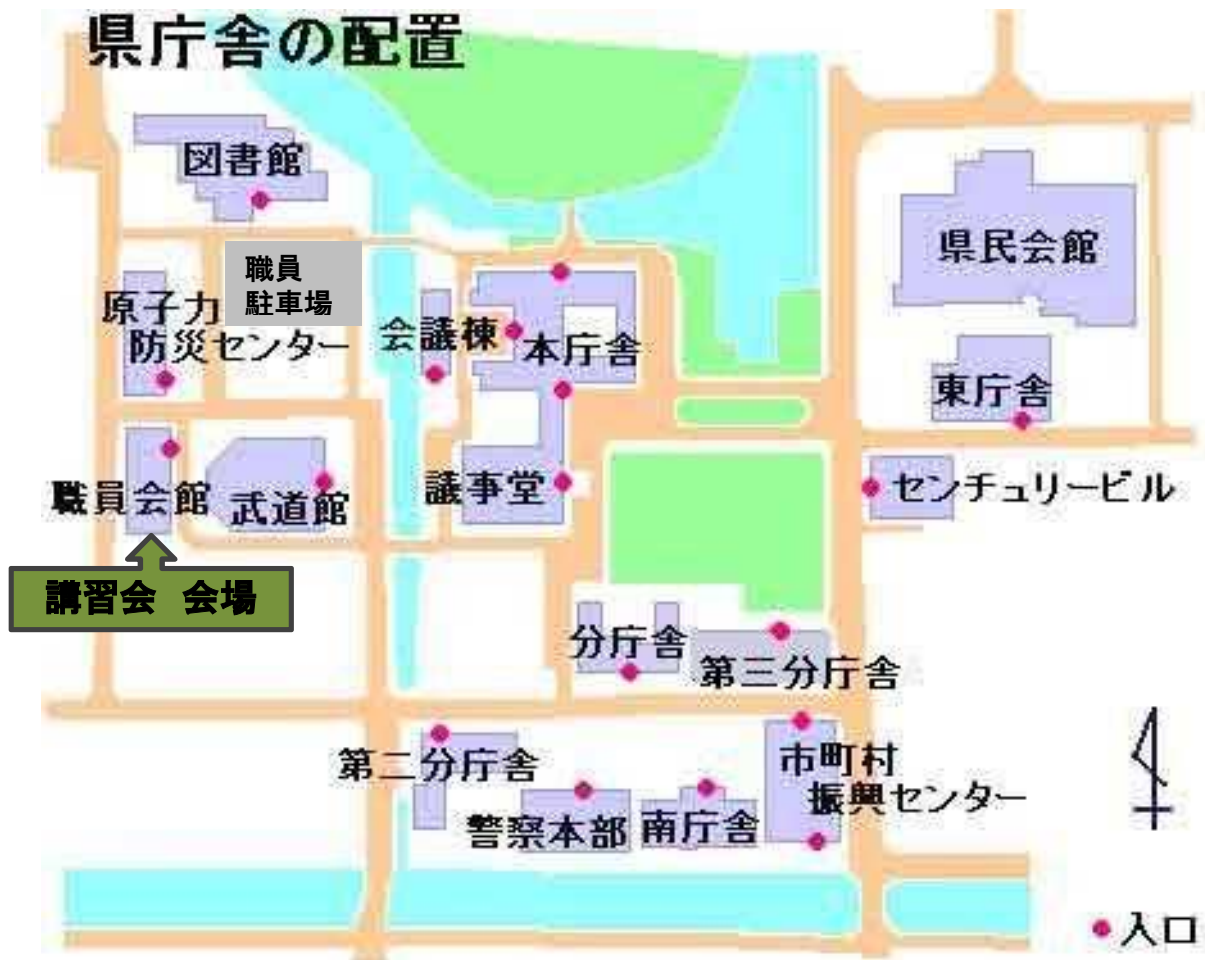 県庁舎の配置
図書館
職員
駐車場
県民会館
原子力
防災センター
会議棟
本庁舎
東庁舎
職員会館
武道館
議事堂
センチュリービル
講習会 会場
分庁舎
第三分庁舎
第二分庁舎
市町村
振興センター
警察本部
南庁舎
入口